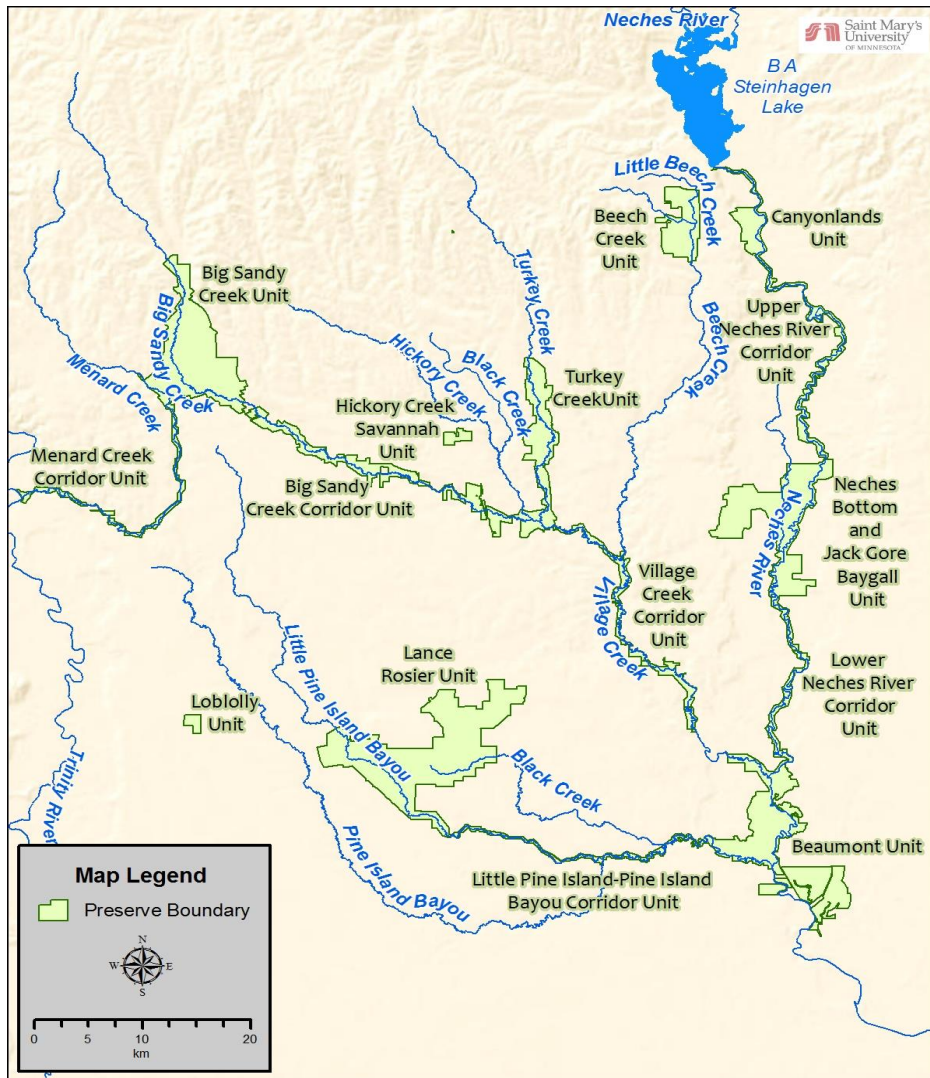 Neches River
Saint Mary's
University
OF MINNESOTA
B A
Steinhagen
Lake
Little Beech
Creek
Beech
Creek
Unit
Canyonlands
Unit
Big Sandy
Creek Unit
Turkey Creek
Upper
Neches River
Corridor
Unit
Big Sandy Creek
Beech Creek
Hickory Creek
Black Creek
Menard Creek
Turkey
CreekUnit
Hickory Creek
Savannah
Unit
Menard Creek
Corridor Unit
Big Sandy
Creek Corridor Unit
Neches River
Neches
Bottom
and
Jack Gore
Baygall
Unit
Village
Creek
Corridor
Unit
Village Creek
Little Pine Island Bayou
Lance
Rosier Unit
Lower
Neches River
Corridor
Unit
Loblolly
Unit
Trinity River
Black Creek
Pine Island Bayou
Beaumont Unit
Little Pine Island-Pine Island
Bayou Corridor Unit
Map Legend
Preserve Boundary
N
W E
S
0 5 10 20
km